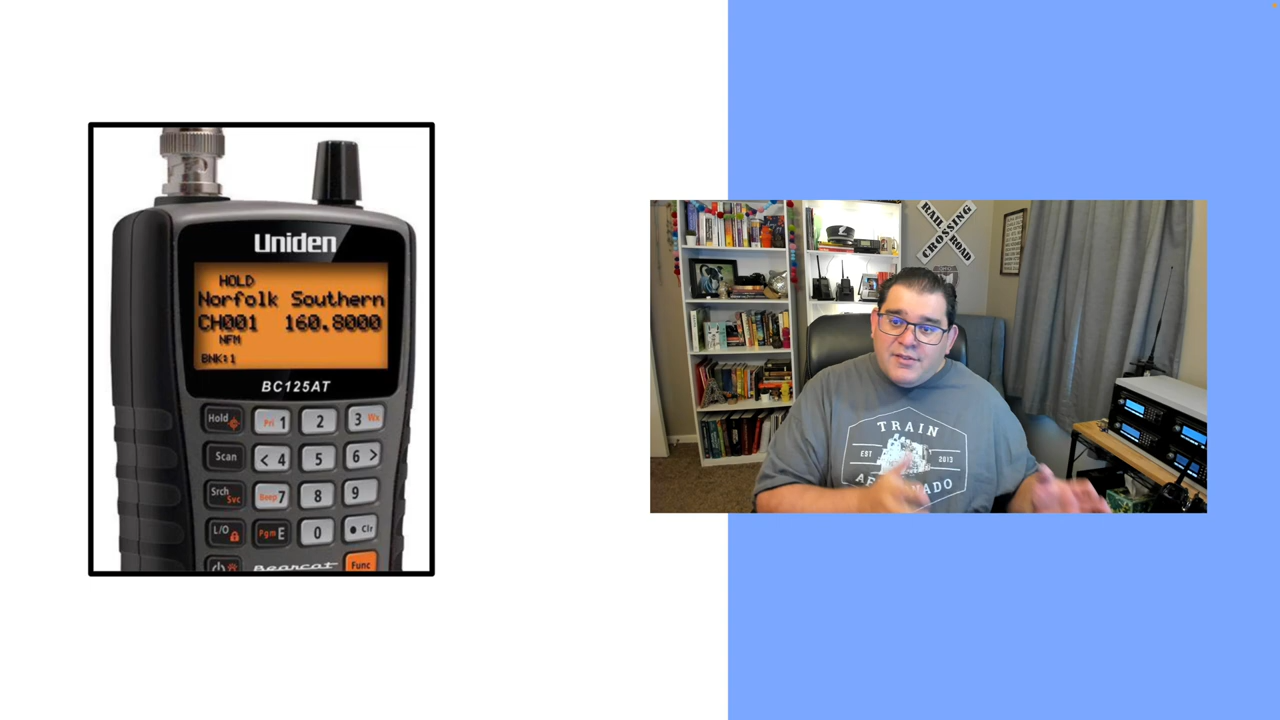 Uniden
HOLD
Norfolk Southern
CH001 160.8000
NFM
BNK:1
BC125AT
Hold Pri 1 2 3 Wx
Scan < 4 5 6 >
Srch Svc Beep 7 8 9
L/O Pgm E 0 • Clr
Bearcat Func
RAIL CROSSING ROAD
TRAIN
EST 2013